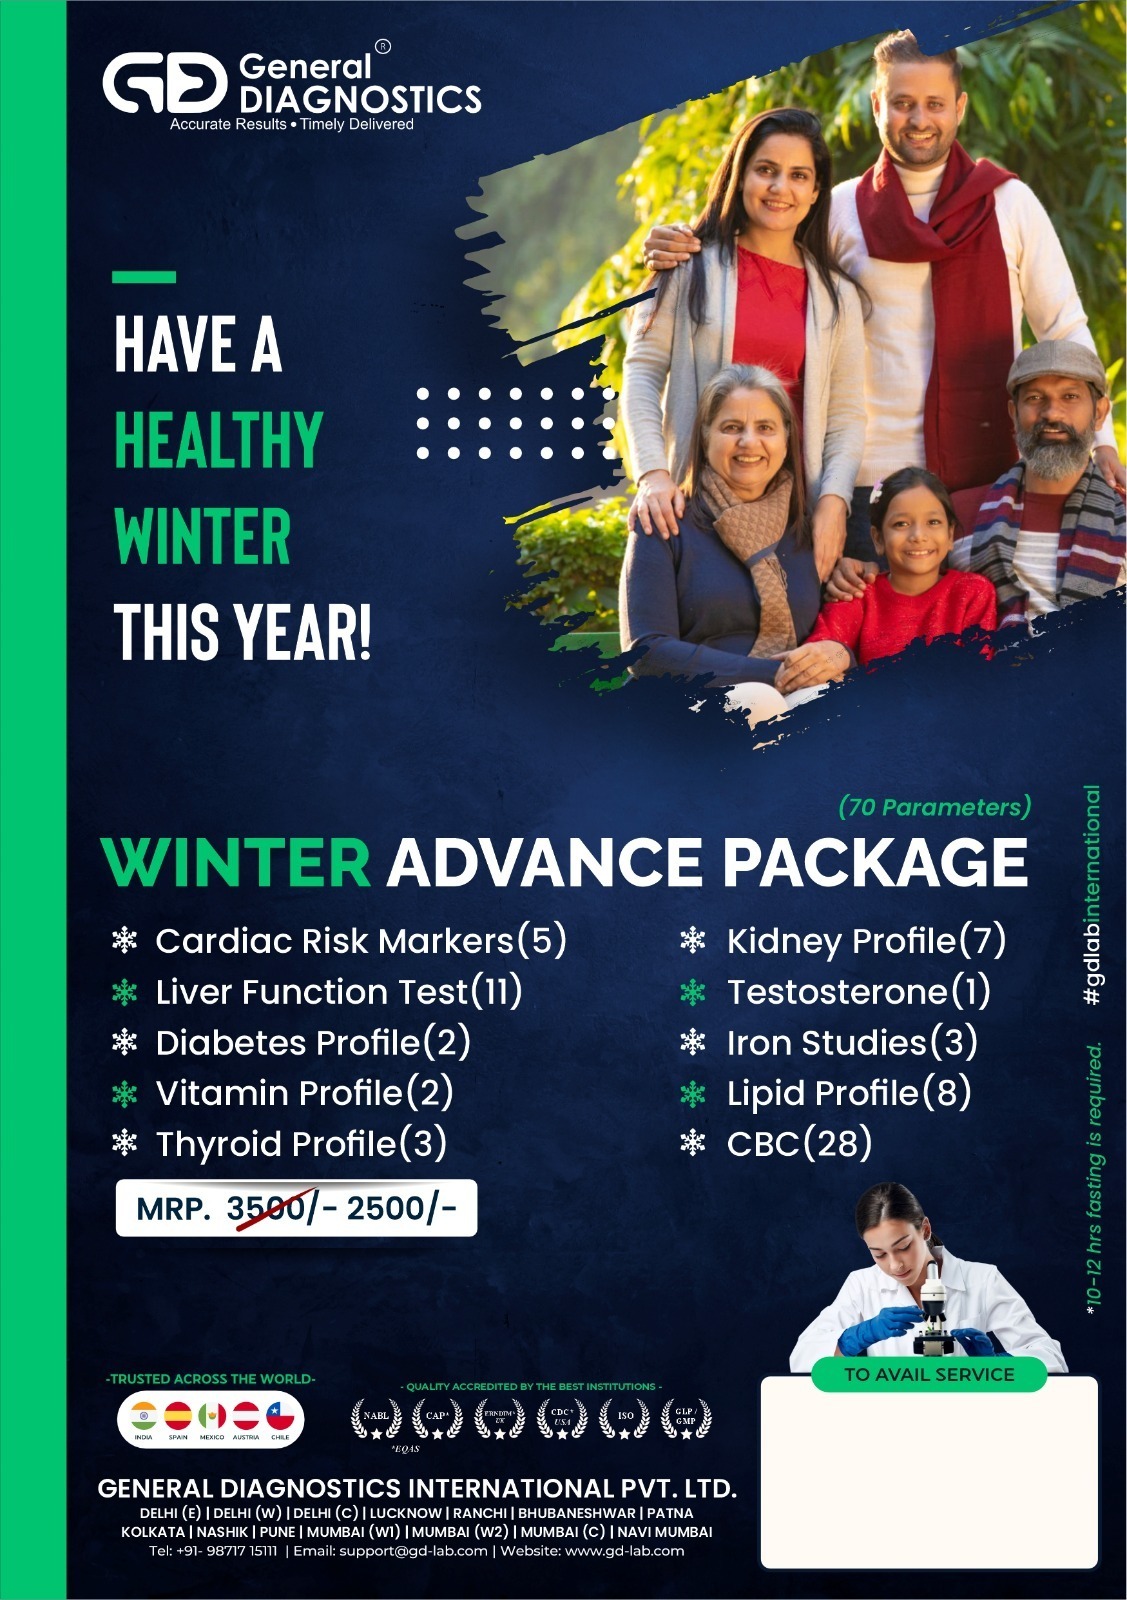 GD General ®
DIAGNOSTICS
Accurate Results • Timely Delivered
HAVE A
HEALTHY
WINTER
THIS YEAR!
(70 Parameters)
WINTER ADVANCE PACKAGE
Cardiac Risk Markers(5)
Liver Function Test(11)
Diabetes Profile(2)
Vitamin Profile(2)
Thyroid Profile(3)
Kidney Profile(7)
Testosterone(1)
Iron Studies(3)
Lipid Profile(8)
CBC(28)
MRP. 3500/- 2500/-
#gdlabinternational
*10-12 hrs fasting is required.
TO AVAIL SERVICE
-TRUSTED ACROSS THE WORLD-
INDIA SPAIN MEXICO AUSTRIA CHILE
- QUALITY ACCREDITED BY THE BEST INSTITUTIONS -
NABL
CAP*
ERNDIM*
UK
CDC*
USA
ISO
GLP /
GMP
*EQAS
GENERAL DIAGNOSTICS INTERNATIONAL PVT. LTD.
DELHI (E) | DELHI (W) | DELHI (C) | LUCKNOW | RANCHI | BHUBANESHWAR | PATNA
KOLKATA | NASHIK | PUNE | MUMBAI (W1) | MUMBAI (W2) | MUMBAI (C) | NAVI MUMBAI
Tel: +91- 98717 15111 | Email: support@gd-lab.com | Website: www.gd-lab.com